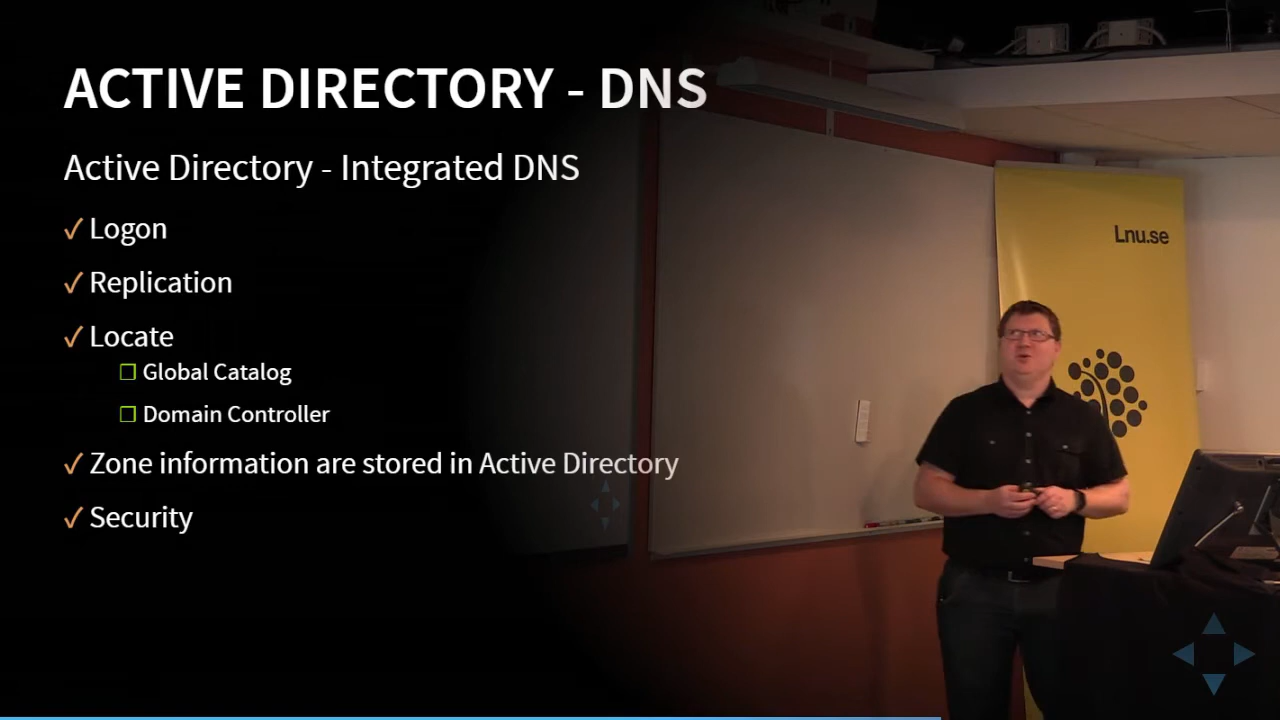 ACTIVE DIRECTORY - DNS
Active Directory - Integrated DNS
✓ Logon
✓ Replication
✓ Locate
❒ Global Catalog
❒ Domain Controller
✓ Zone information are stored in Active Directory
✓ Security
Lnu.se